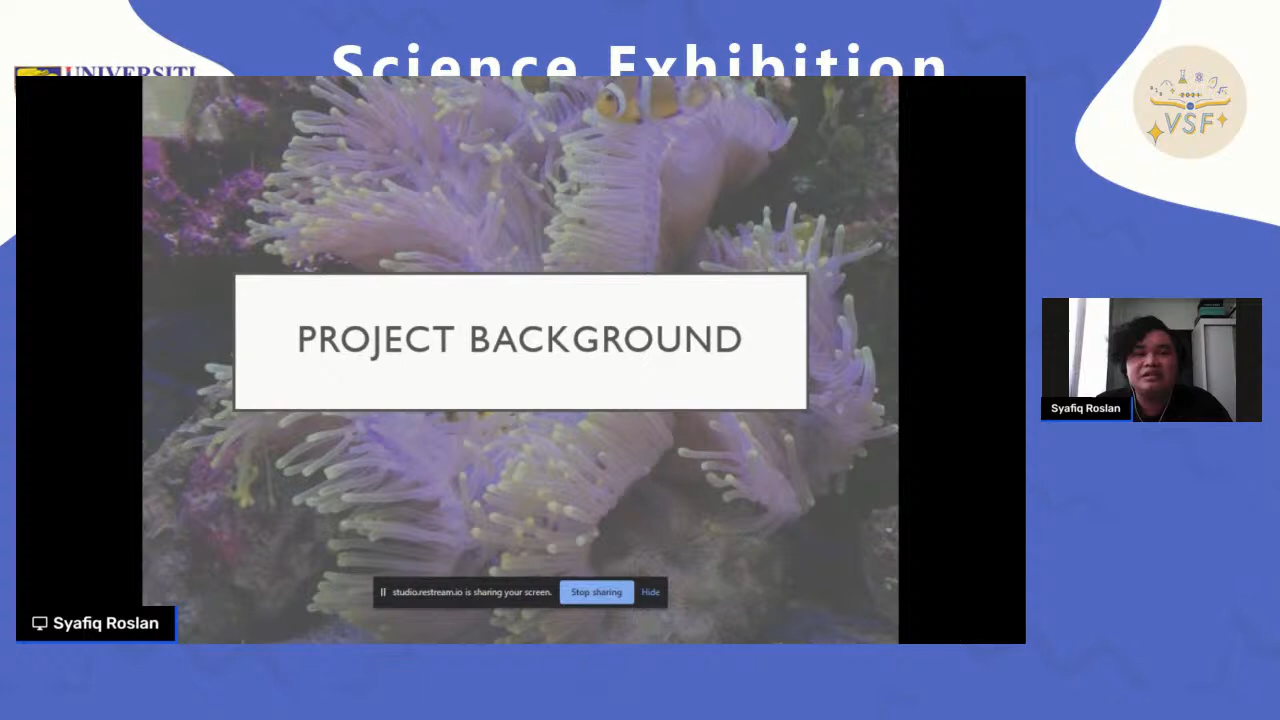 Science Exhibition
UNIVERSITI
VSF
PROJECT BACKGROUND
Syafiq Roslan
studio.restream.io is sharing your screen. Stop sharing Hide
Syafiq Roslan